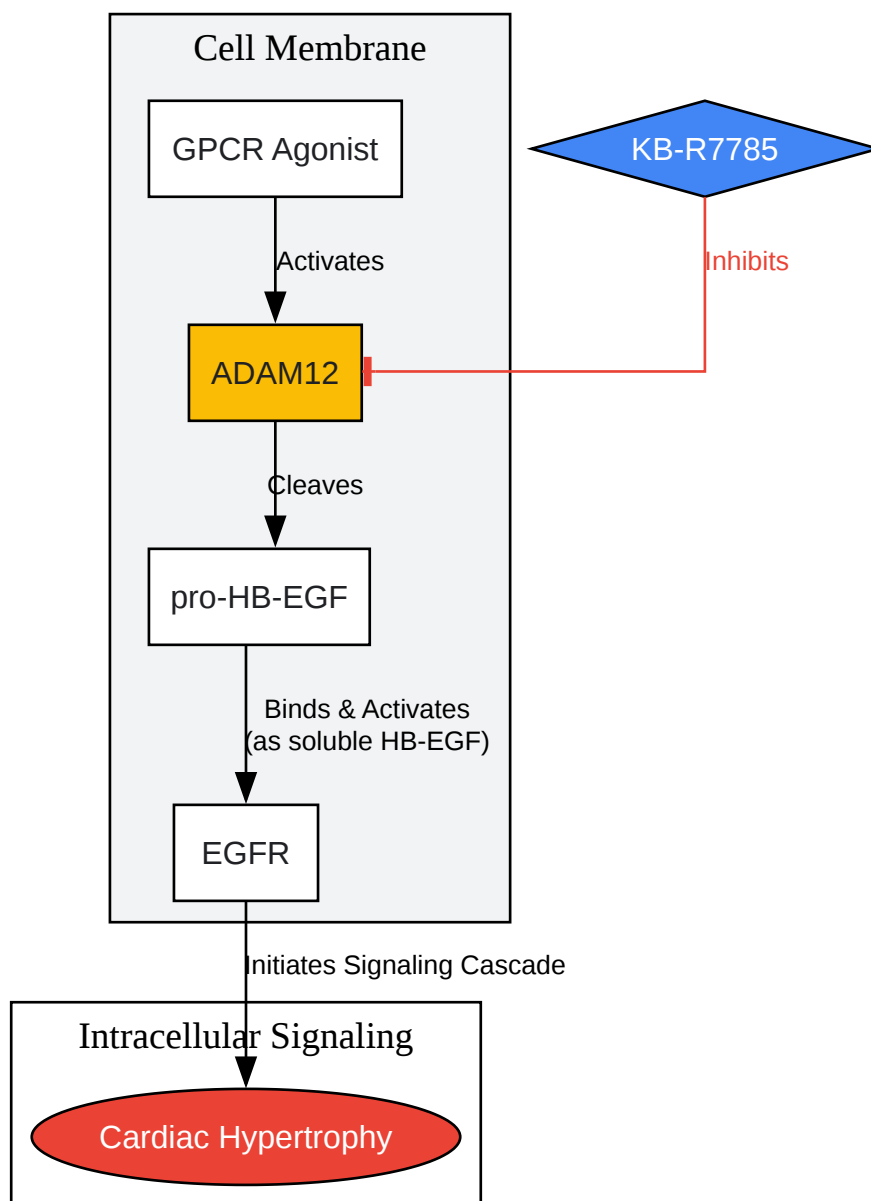 Cell Membrane
GPCR Agonist
KB-R7785
Activates
Inhibits
ADAM12
Cleaves
pro-HB-EGF
Binds & Activates
(as soluble HB-EGF)
EGFR
Initiates Signaling Cascade
Intracellular Signaling
Cardiac Hypertrophy